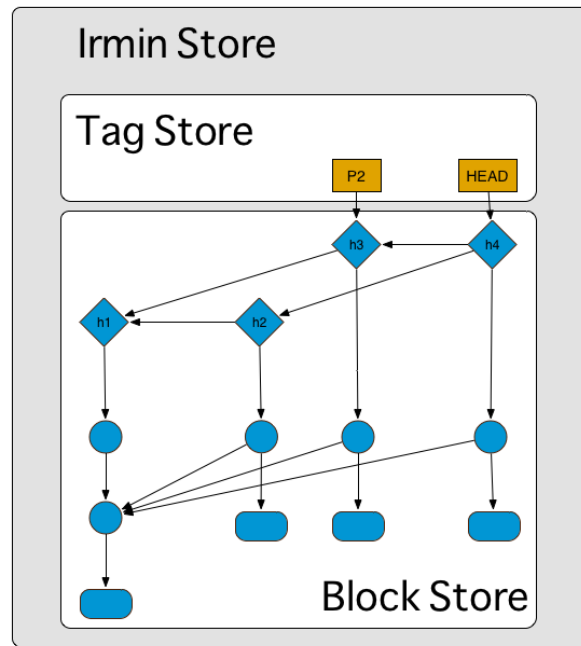 Irmin Store
Tag Store
P2
HEAD
h3
h4
h1
h2
Block Store